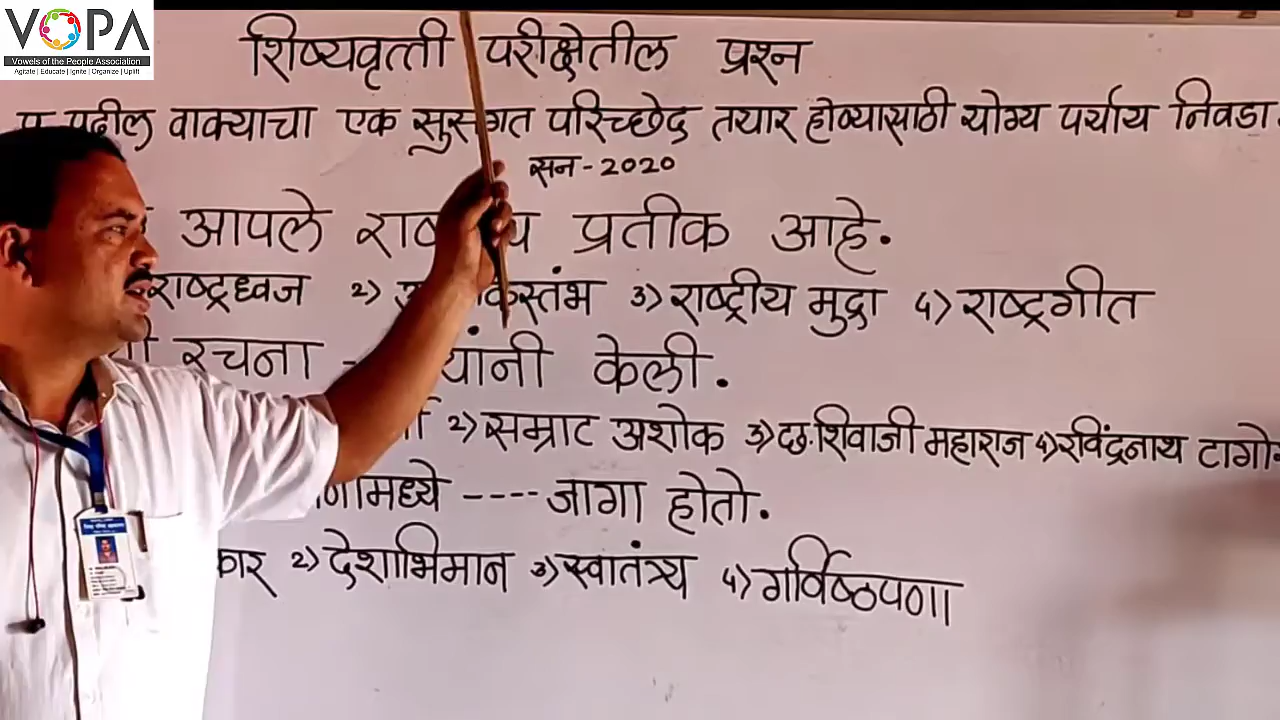 VOPA
Vowels of the People Association
Agitate | Educate | Ignite | Organize | Uplift
शिष्यवृत्ती परीक्षेतील प्रश्न
वाक्याचा एक सुसंगत परिच्छेद तयार होण्यासाठी योग्य पर्याय निवडा.
सन - 2020
आपले प्रतीक आहे.
राष्ट्रध्वज 2) 3) राष्ट्रीय मुद्रा 4) राष्ट्रगीत
रचना केली.
2) सम्राट अशोक 3) छ. शिवाजी महाराज 4) रविंद्रनाथ
---- जागा होतो.
2) देशाभिमान 3) स्वातंत्र्य 4) गर्विष्ठपणा